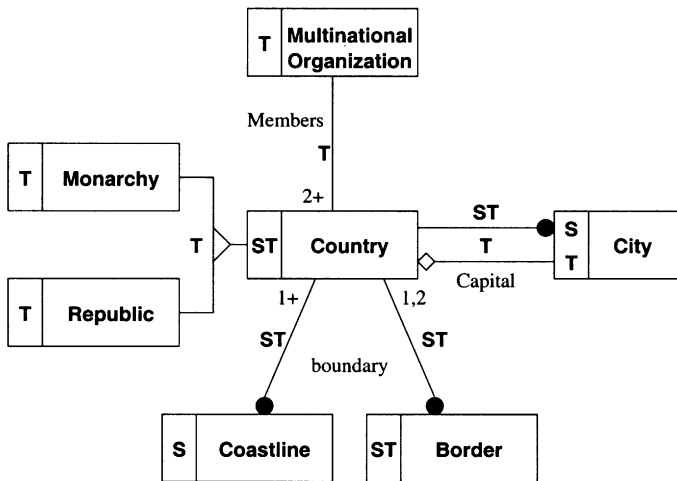 T
Multinational
Organization
Members
T
2+
T
Monarchy
T
ST
Country
ST
S
T
City
T
Capital
T
Republic
1+
1,2
ST
ST
boundary
S
Coastline
ST
Border